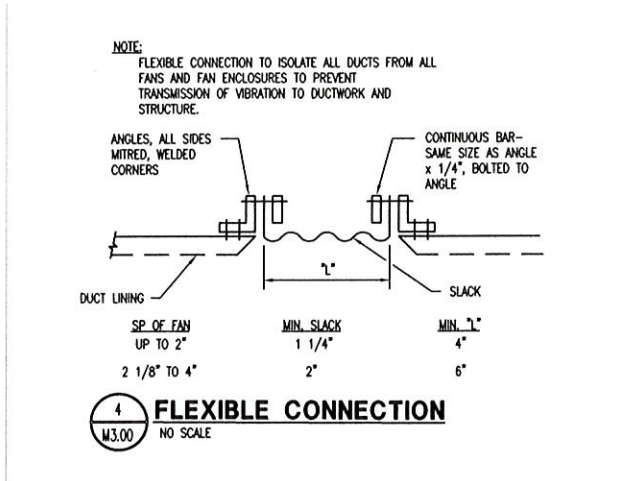 NOTE:
FLEXIBLE CONNECTION TO ISOLATE ALL DUCTS FROM ALL
FANS AND FAN ENCLOSURES TO PREVENT
TRANSMISSION OF VIBRATION TO DUCTWORK AND
STRUCTURE.
ANGLES, ALL SIDES
MITRED, WELDED
CORNERS
CONTINUOUS BAR-
SAME SIZE AS ANGLE
x 1/4", BOLTED TO
ANGLE
"L"
DUCT LINING
SLACK
SP OF FAN MIN. SLACK MIN. "L"
UP TO 2" 1 1/4" 4"
2 1/8" TO 4" 2" 6"
4 FLEXIBLE CONNECTION
M3.00 NO SCALE